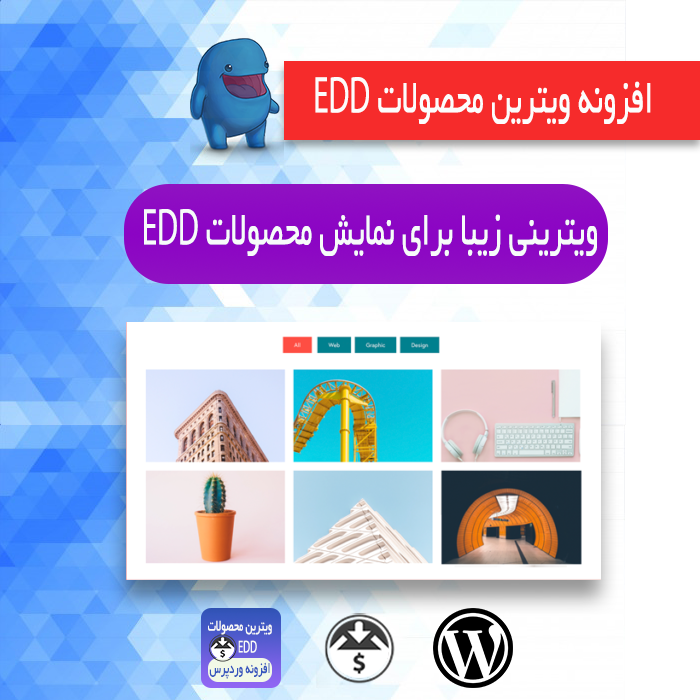 افزونه ویترین محصولات EDD
ویترینی زیبا برای نمایش محصولات EDD
All Web Graphic Design
ویترین محصولات
EDD
$
افزونه وردپرس
$
W